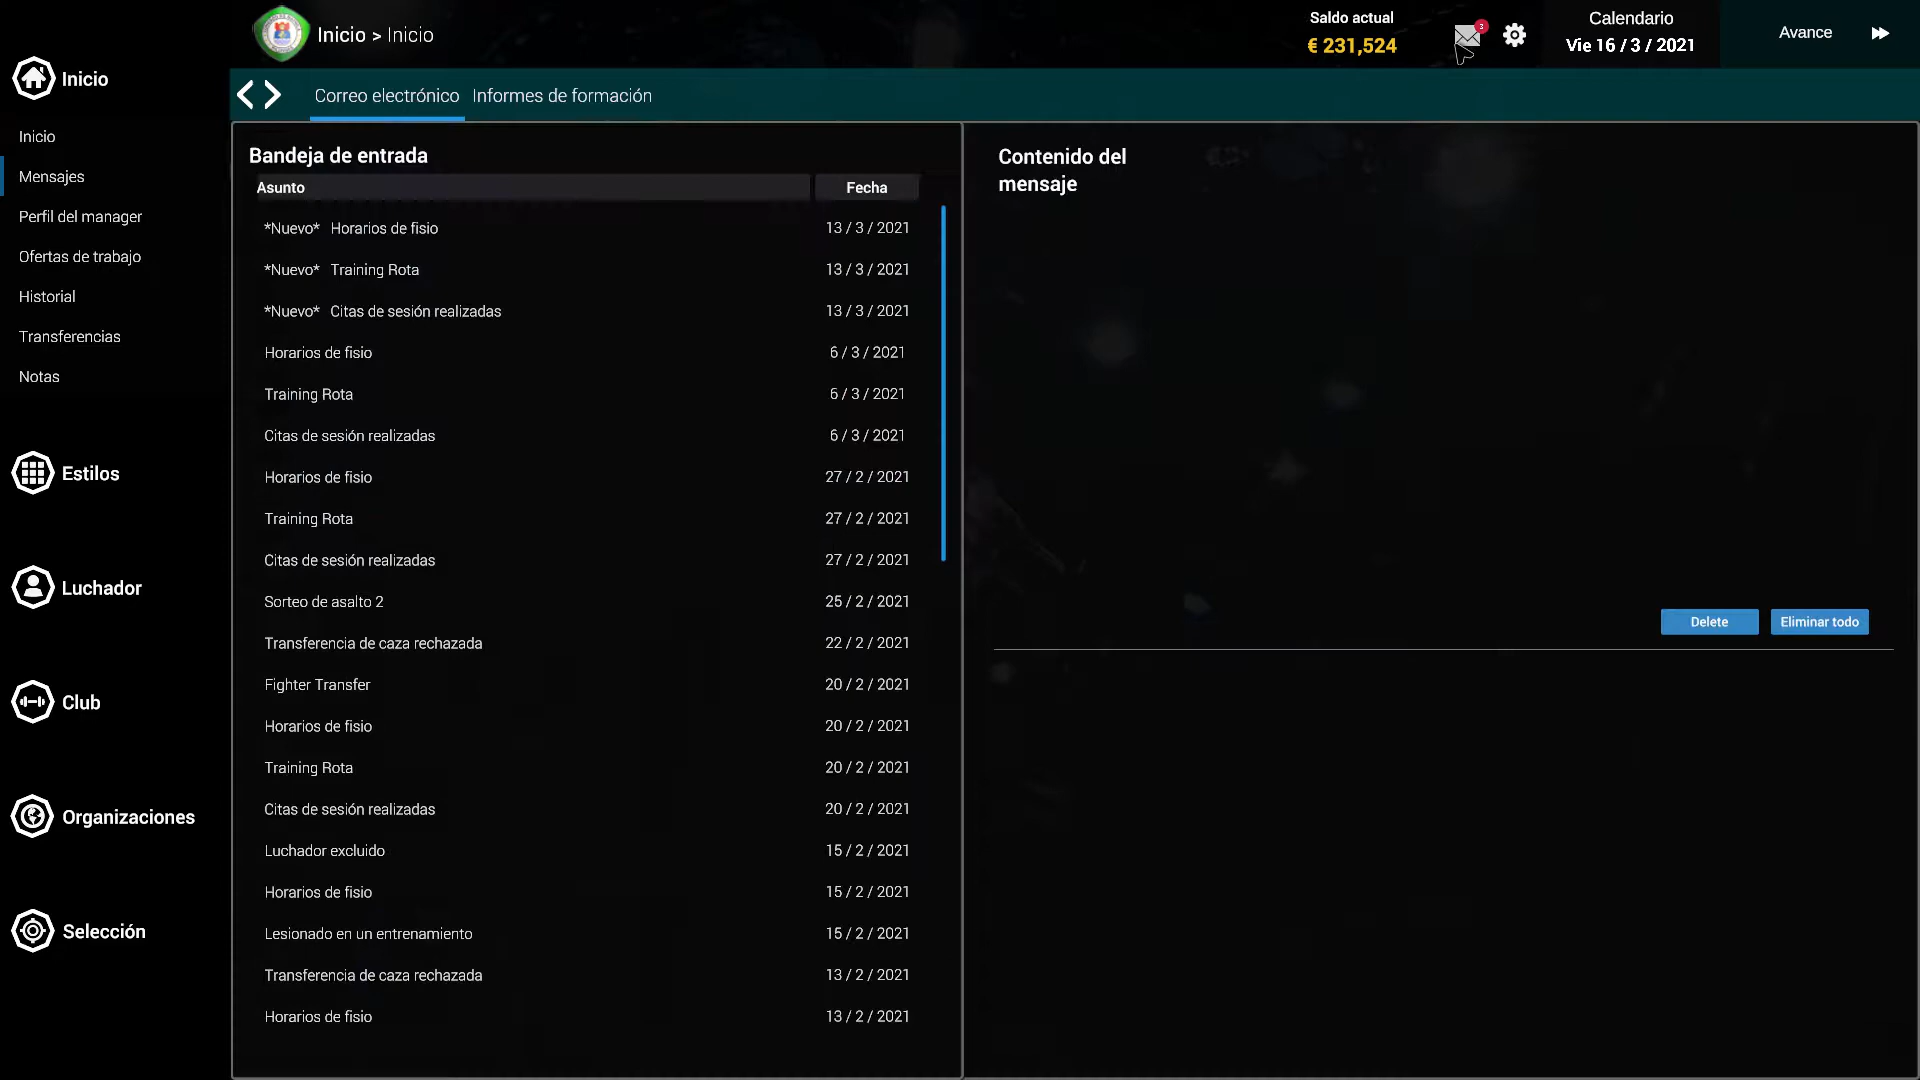 Inicio > Inicio
Saldo actual
€ 231,524
3
Calendario
Vie 16 / 3 / 2021
Avance
Inicio
Inicio
Mensajes
Perfil del manager
Ofertas de trabajo
Historial
Transferencias
Notas
Estilos
Luchador
Club
Organizaciones
Selección
Correo electrónico Informes de formación
Bandeja de entrada
Asunto Fecha
*Nuevo* Horarios de fisio 13 / 3 / 2021
*Nuevo* Training Rota 13 / 3 / 2021
*Nuevo* Citas de sesión realizadas 13 / 3 / 2021
Horarios de fisio 6 / 3 / 2021
Training Rota 6 / 3 / 2021
Citas de sesión realizadas 6 / 3 / 2021
Horarios de fisio 27 / 2 / 2021
Training Rota 27 / 2 / 2021
Citas de sesión realizadas 27 / 2 / 2021
Sorteo de asalto 2 25 / 2 / 2021
Transferencia de caza rechazada 22 / 2 / 2021
Fighter Transfer 20 / 2 / 2021
Horarios de fisio 20 / 2 / 2021
Training Rota 20 / 2 / 2021
Citas de sesión realizadas 20 / 2 / 2021
Luchador excluido 15 / 2 / 2021
Horarios de fisio 15 / 2 / 2021
Lesionado en un entrenamiento 15 / 2 / 2021
Transferencia de caza rechazada 13 / 2 / 2021
Horarios de fisio 13 / 2 / 2021
Contenido del
mensaje
Delete Eliminar todo